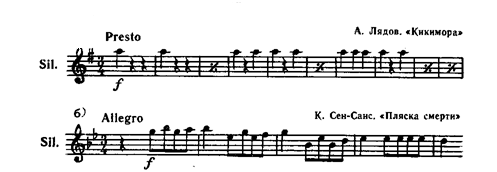 Presto
А. Лядов. «Кикимора»
Sil.
f
б)
Allegro
К. Сен-Санс. «Пляска смерти»
Sil.
f